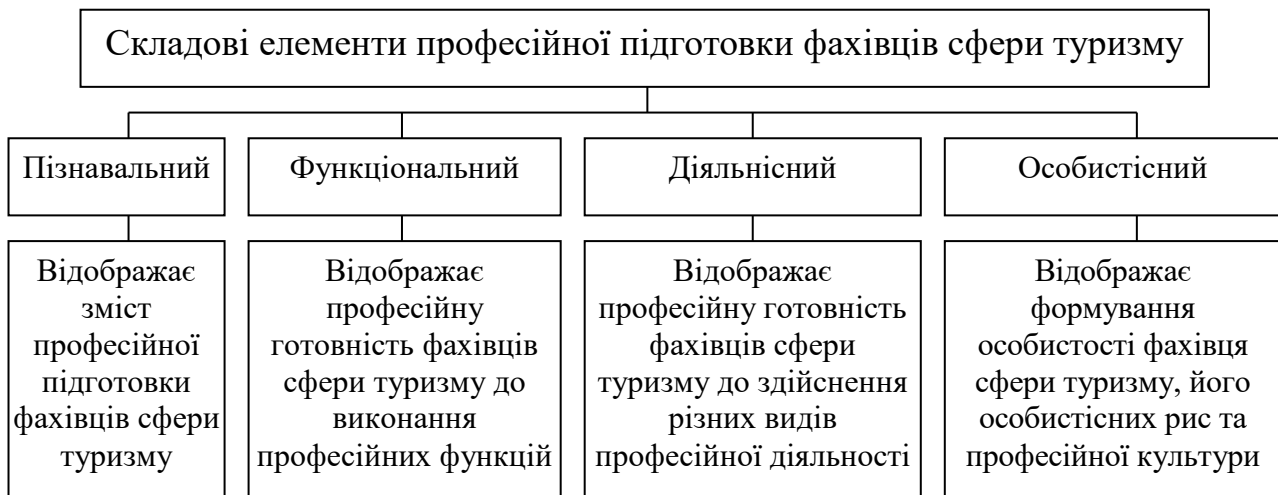 Складові елементи професійної підготовки фахівців сфери туризму
Пізнавальний
Функціональний
Діяльнісний
Особистісний
Відображає
зміст
професійної
підготовки
фахівців сфери
туризму
Відображає
професійну
готовність фахівців
сфери туризму до
виконання
професійних функцій
Відображає
професійну готовність
фахівців сфери
туризму до здійснення
різних видів
професійної діяльності
Відображає
формування
особистості фахівця
сфери туризму, його
особистісних рис та
професійної культури